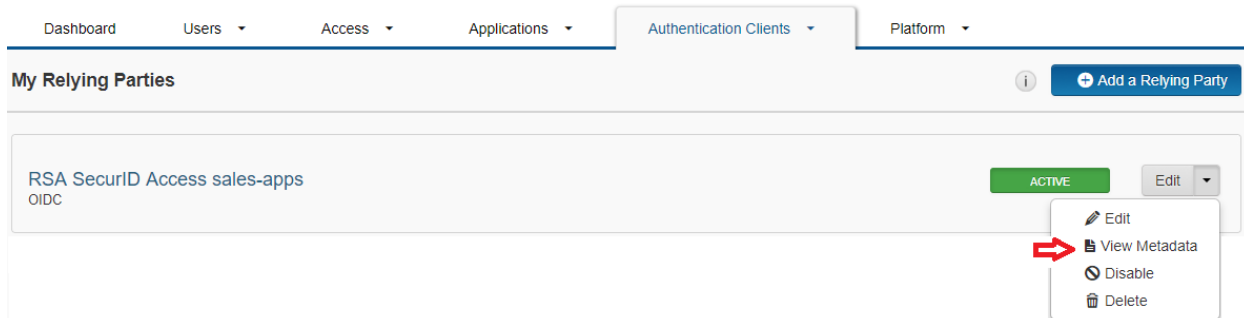 Dashboard Users Access Applications Authentication Clients Platform
My Relying Parties i Add a Relying Party
RSA SecurID Access sales-apps ACTIVE Edit
OIDC
Edit
View Metadata
Disable
Delete